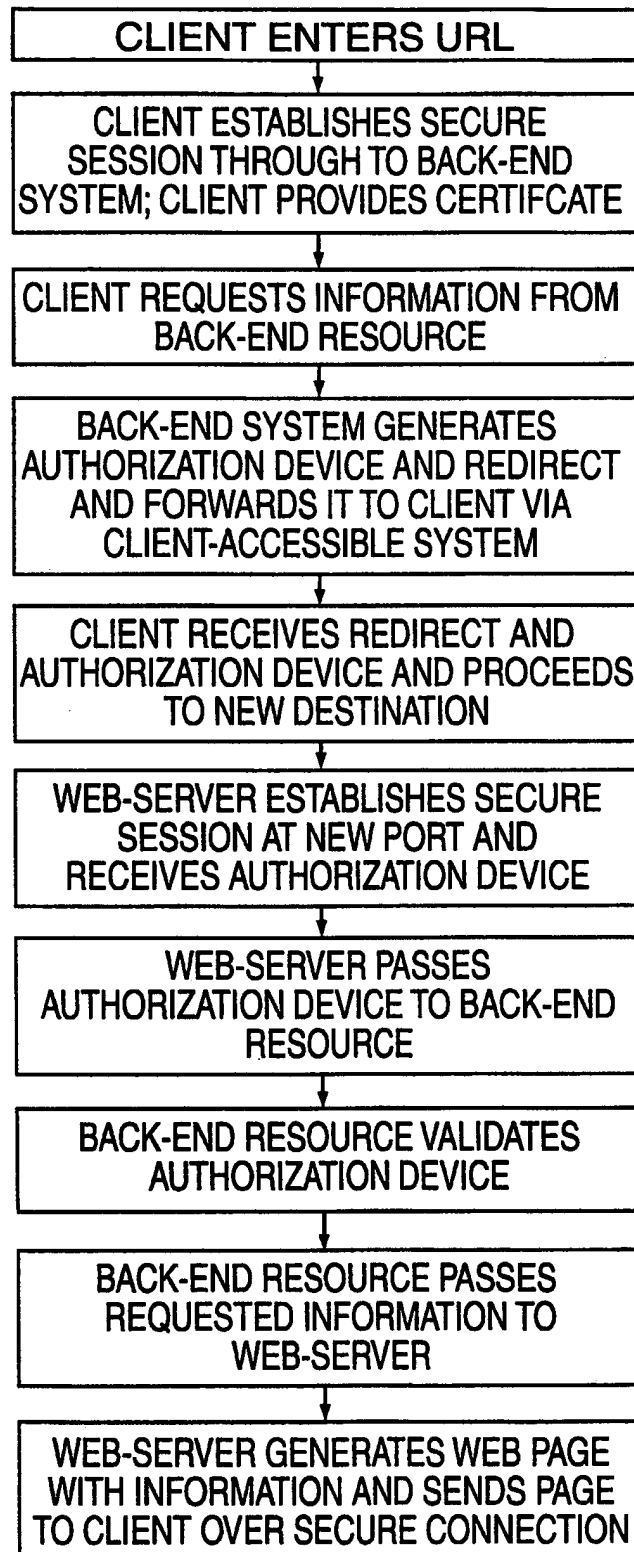 CLIENT ENTERS URL
CLIENT ESTABLISHES SECURE
SESSION THROUGH TO BACK-END
SYSTEM; CLIENT PROVIDES CERTIFCATE
CLIENT REQUESTS INFORMATION FROM
BACK-END RESOURCE
BACK-END SYSTEM GENERATES
AUTHORIZATION DEVICE AND REDIRECT
AND FORWARDS IT TO CLIENT VIA
CLIENT-ACCESSIBLE SYSTEM
CLIENT RECEIVES REDIRECT AND
AUTHORIZATION DEVICE AND PROCEEDS
TO NEW DESTINATION
WEB-SERVER ESTABLISHES SECURE
SESSION AT NEW PORT AND
RECEIVES AUTHORIZATION DEVICE
WEB-SERVER PASSES
AUTHORIZATION DEVICE TO BACK-END
RESOURCE
BACK-END RESOURCE VALIDATES
AUTHORIZATION DEVICE
BACK-END RESOURCE PASSES
REQUESTED INFORMATION TO
WEB-SERVER
WEB-SERVER GENERATES WEB PAGE
WITH INFORMATION AND SENDS PAGE
TO CLIENT OVER SECURE CONNECTION